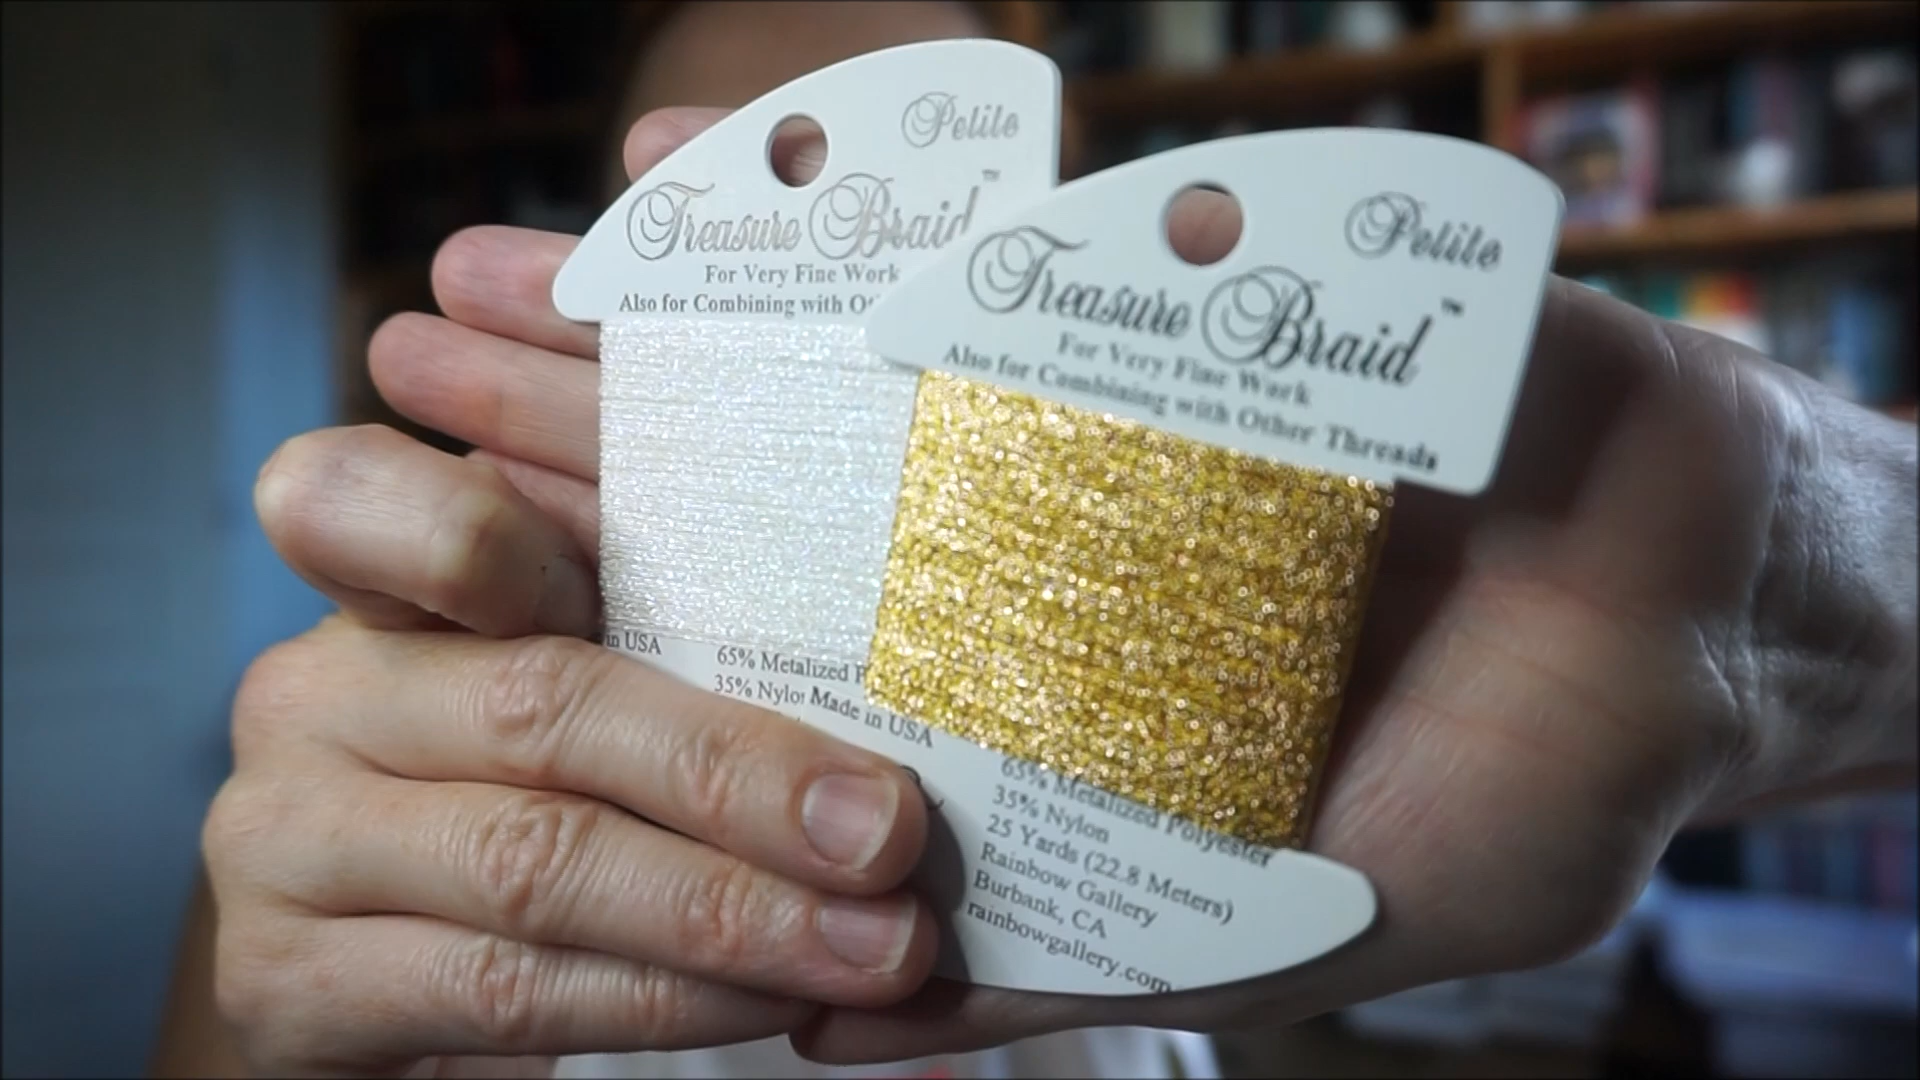 Petite
Treasure Braid™
For Very Fine Work
Also for Combining with
in USA
65% Metalized
35%
Petite
Treasure Braid™
For Very Fine Work
Also for Combining with Other Threads
Made in USA
65% Metalized Polyester
35% Nylon
25 Yards (22.8 Meters)
Rainbow Gallery
Burbank, CA
rainbowgallery.com